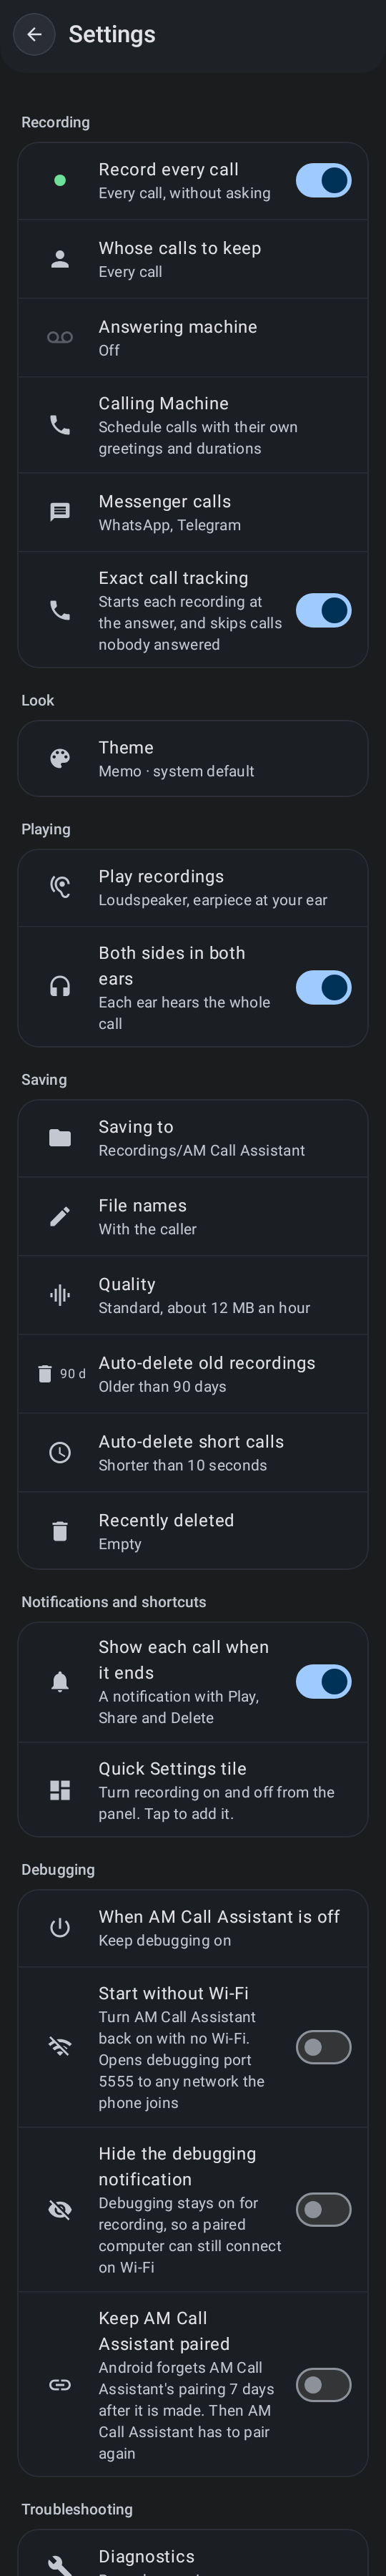 Settings
Recording
Record every call
Every call, without asking
Whose calls to keep
Every call
Answering machine
Off
Calling Machine
Schedule calls with their own
greetings and durations
Messenger calls
WhatsApp, Telegram
Exact call tracking
Starts each recording at
the answer, and skips calls
nobody answered
Look
Theme
Memo · system default
Playing
Play recordings
Loudspeaker, earpiece at your ear
Both sides in both
ears
Each ear hears the whole
call
Saving
Saving to
Recordings/AM Call Assistant
File names
With the caller
Quality
Standard, about 12 MB an hour
90 d
Auto-delete old recordings
Older than 90 days
Auto-delete short calls
Shorter than 10 seconds
Recently deleted
Empty
Notifications and shortcuts
Show each call when
it ends
A notification with Play,
Share and Delete
Quick Settings tile
Turn recording on and off from the
panel. Tap to add it.
Debugging
When AM Call Assistant is off
Keep debugging on
Start without Wi-Fi
Turn AM Call Assistant
back on with no Wi-Fi.
Opens debugging port
5555 to any network the
phone joins
Hide the debugging
notification
Debugging stays on for
recording, so a paired
computer can still connect
on Wi-Fi
Keep AM Call
Assistant paired
Android forgets AM Call
Assistant's pairing 7 days
after it is made. Then AM
Call Assistant has to pair
again
Troubleshooting
Diagnostics